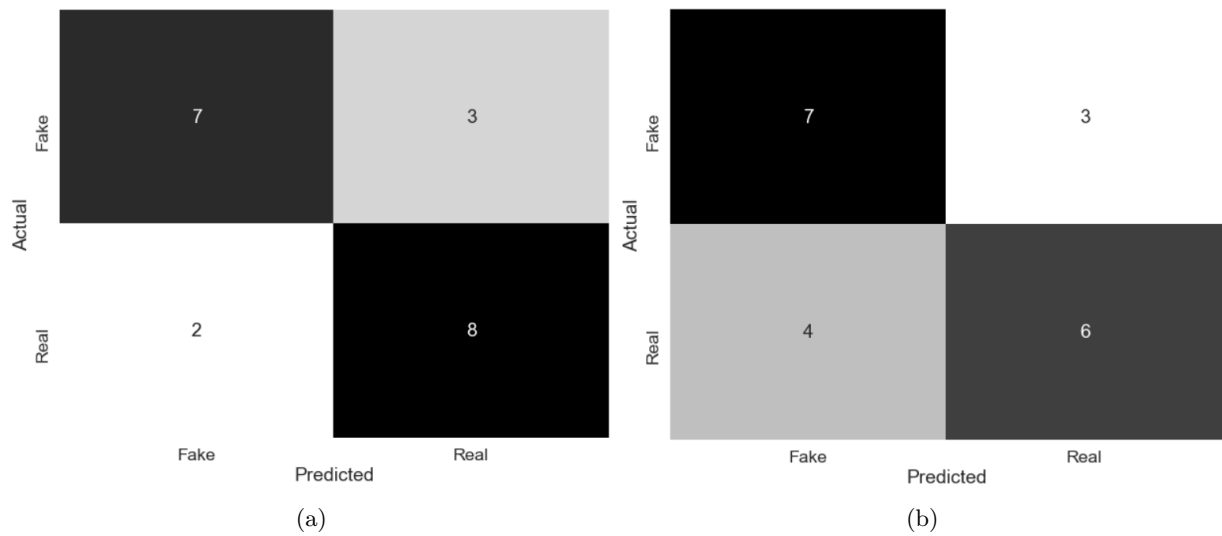 Actual
Fake
Real
7
3
2
8
Fake
Real
Predicted
(a)
Actual
Fake
Real
7
3
4
6
Fake
Real
Predicted
(b)